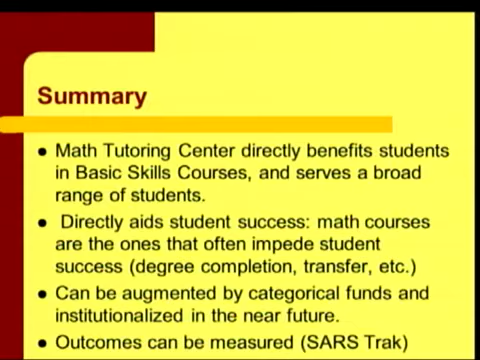 Summary
● Math Tutoring Center directly benefits students
in Basic Skills Courses, and serves a broad
range of students.
● Directly aids student success: math courses
are the ones that often impede student
success (degree completion, transfer, etc.)
● Can be augmented by categorical funds and
institutionalized in the near future.
● Outcomes can be measured (SARS Trak)